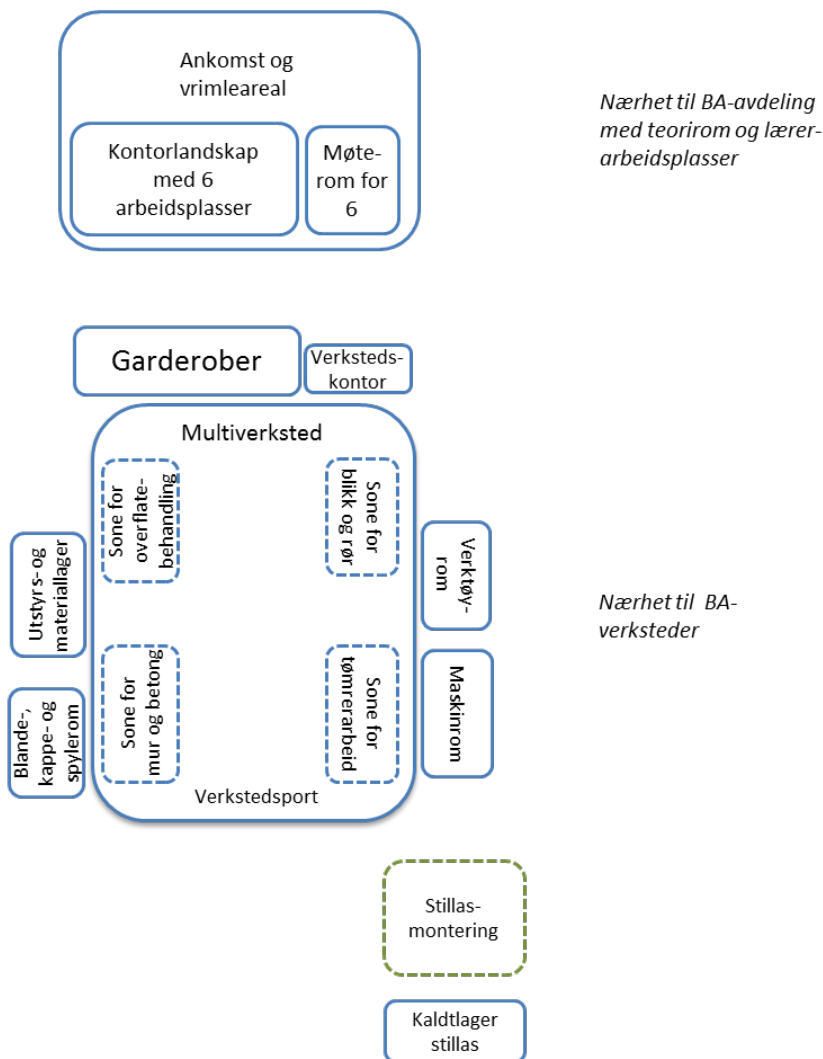 Ankomst og
vrimleareal
Kontorlandskap
med 6
arbeidsplasser
Møte-
rom for
6
Nærhet til BA-avdeling
med teorirom og lærer-
arbeidsplasser
Garderober
Verksteds-
kontor
Multiverksted
Sone for
overflate-
behandling
Sone for
blikk og rør
Utstyrs- og
materiallager
Verktøy-
rom
Nærhet til BA-
verksteder
Blande-,
kappe- og
spylerom
Sone for
mur og betong
Sone for
tømrerarbeid
Maskinrom
Verkstedsport
Stillas-
montering
Kaldtlager
stillas